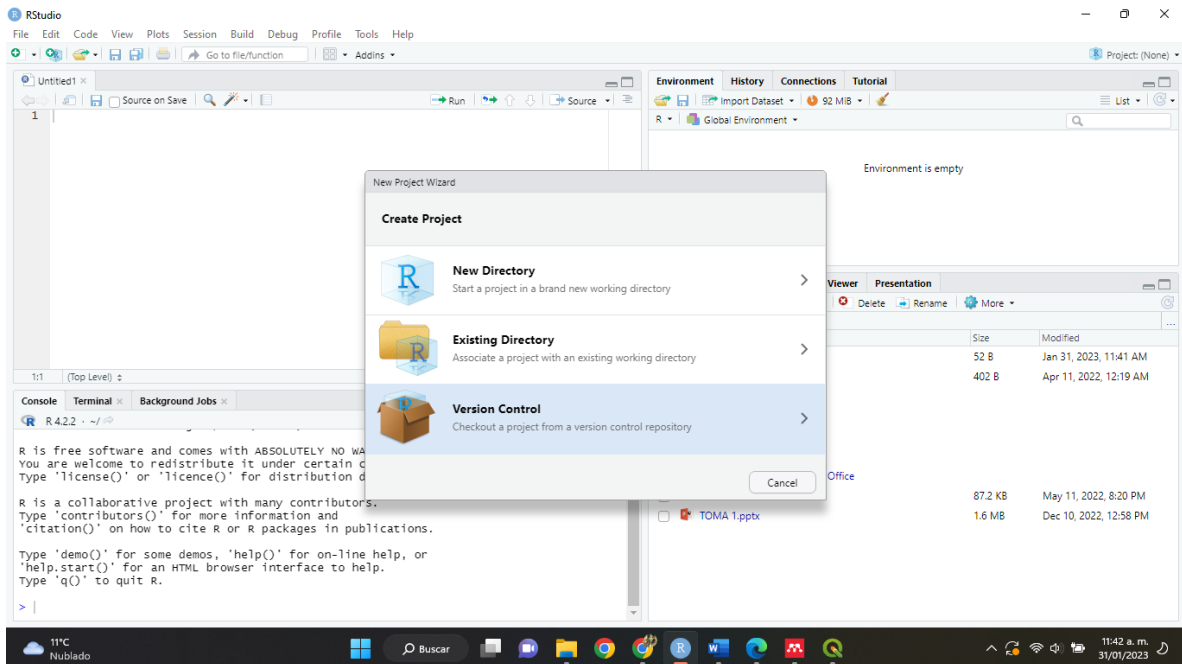 RStudio
File Edit Code View Plots Session Build Debug Profile Tools Help
Go to file/function Addins Project: (None)
Untitled1
Source on Save Run Source
1
1:1 (Top Level)
Environment History Connections Tutorial
Import Dataset 92 MiB List
R Global Environment
Environment is empty
New Project Wizard
Create Project
New Directory
Start a project in a brand new working directory
Existing Directory
Associate a project with an existing working directory
Version Control
Checkout a project from a version control repository
Cancel
Viewer Presentation
Delete Rename More
Size Modified
52 B Jan 31, 2023, 11:41 AM
402 B Apr 11, 2022, 12:19 AM
Office
87.2 KB May 11, 2022, 8:20 PM
TOMA 1.pptx 1.6 MB Dec 10, 2022, 12:58 PM
Console Terminal Background Jobs
R 4.2.2 · ~/
R is free software and comes with ABSOLUTELY NO WA
You are welcome to redistribute it under certain c
Type 'license()' or 'licence()' for distribution d
R is a collaborative project with many contributors.
Type 'contributors()' for more information and
'citation()' on how to cite R or R packages in publications.
Type 'demo()' for some demos, 'help()' for on-line help, or
'help.start()' for an HTML browser interface to help.
Type 'q()' to quit R.
>
11°C
Nublado
Buscar
11:42 a. m.
31/01/2023